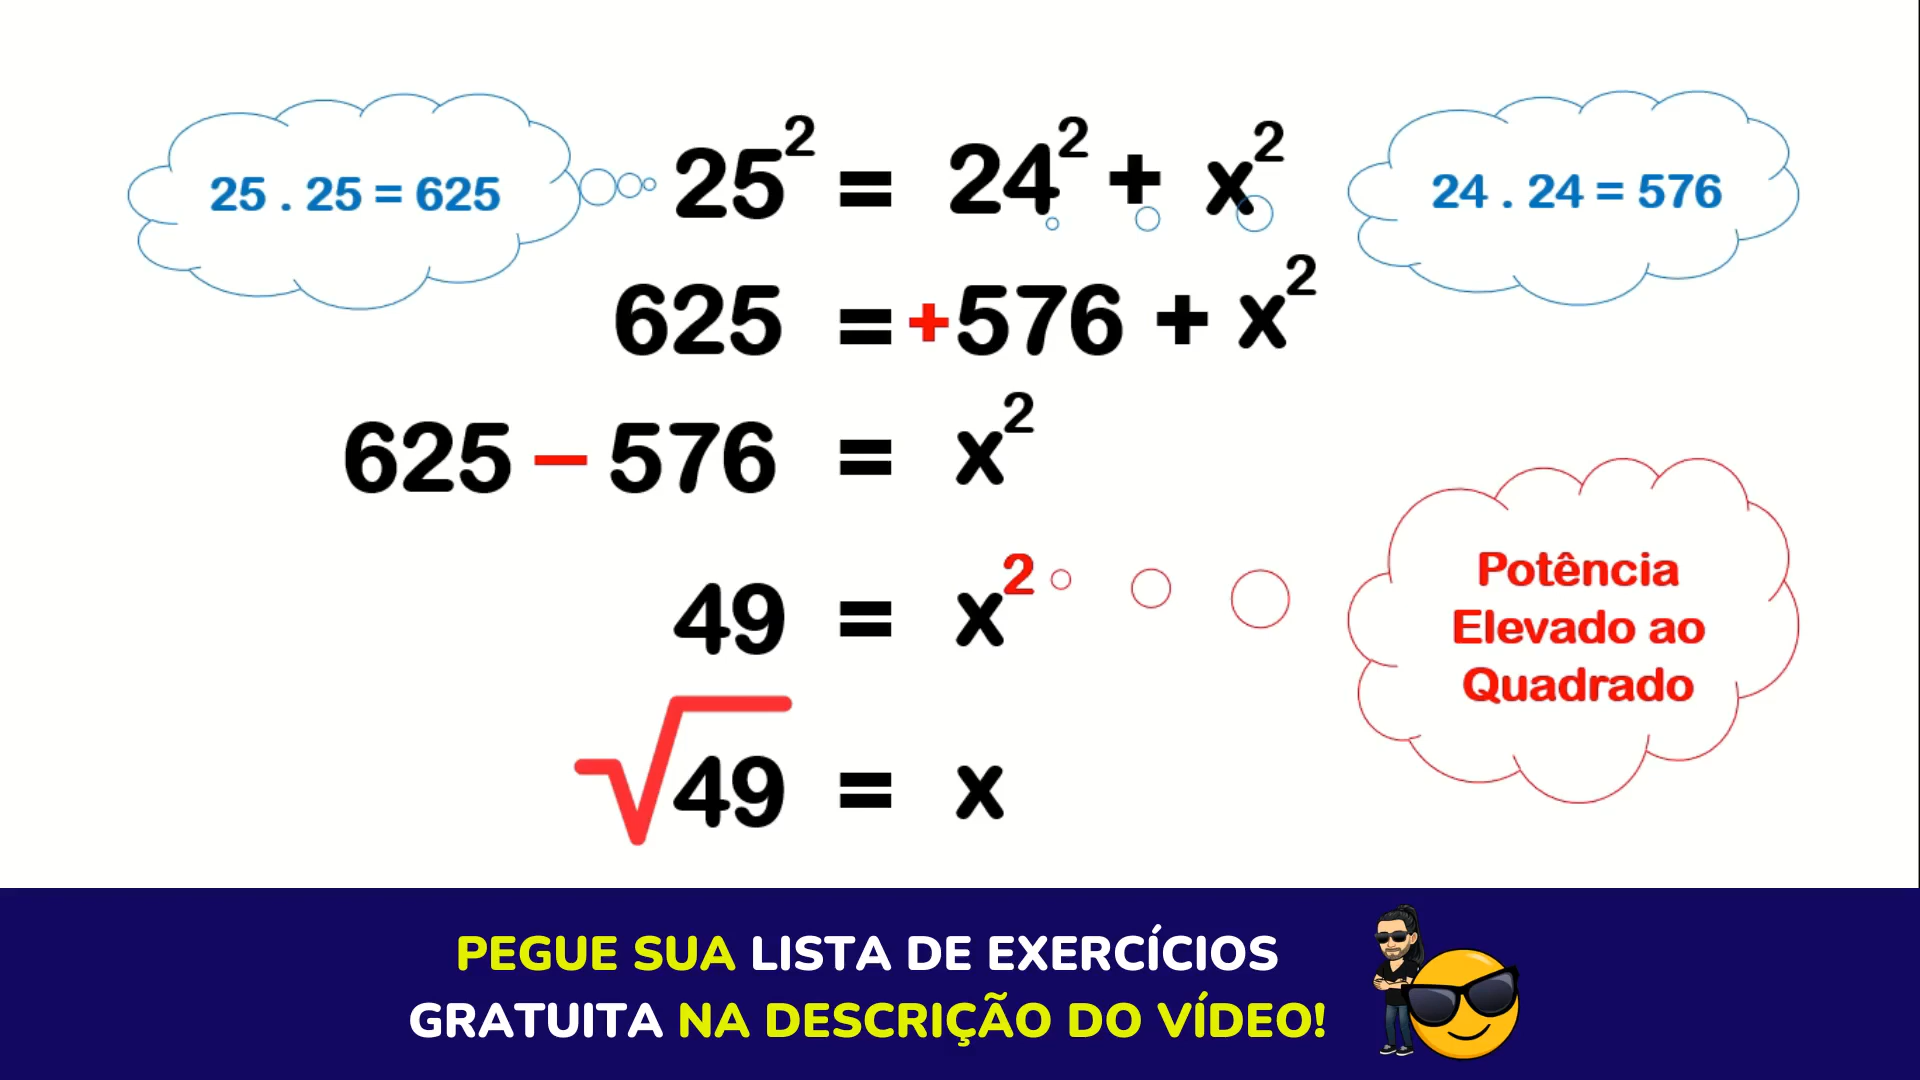 25 . 25 = 625
25² = 24² + x²
24 . 24 = 576
625 = +576 + x²
625 – 576 = x²
49 = x²
Potência
Elevado ao
Quadrado
√49 = x
PEGUE SUA LISTA DE EXERCÍCIOS
GRATUITA NA DESCRIÇÃO DO VÍDEO!